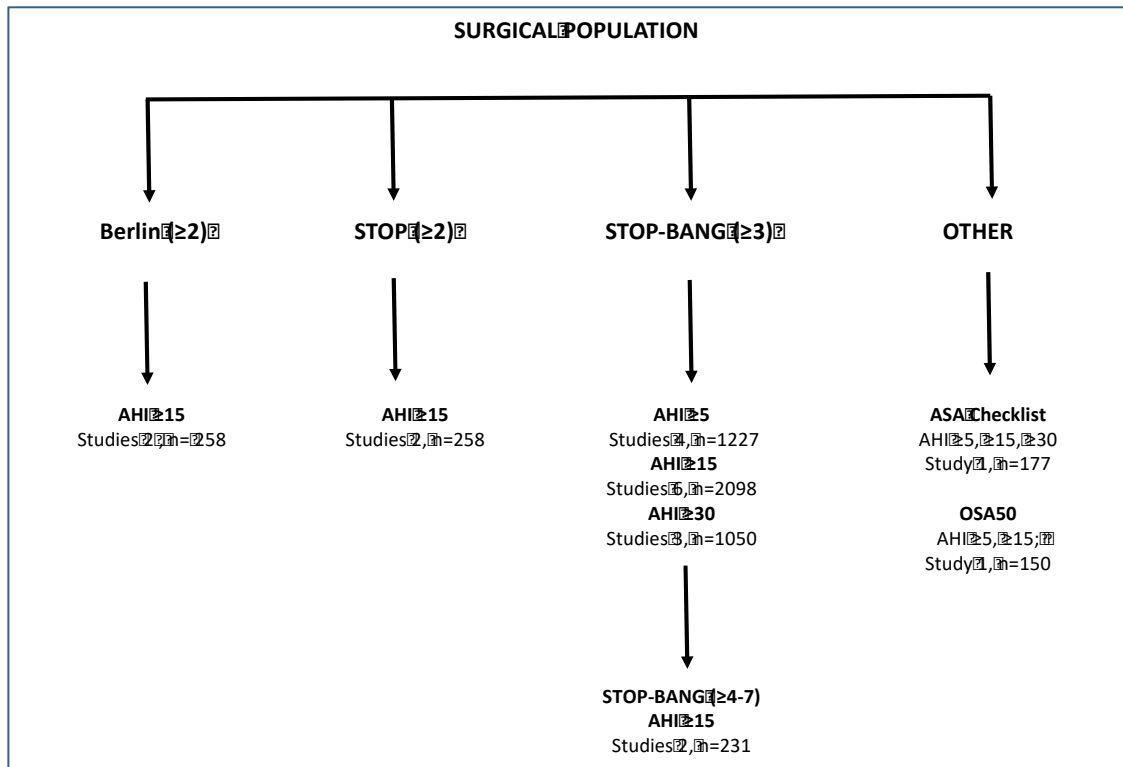 SURGICAL POPULATION
Berlin (≥2)
STOP (≥2)
STOP-BANG (≥3)
OTHER
AHI ≥15
Studies 2, n= 258
AHI ≥15
Studies 2, n=258
AHI ≥5
Studies 4, n=1227
AHI ≥15
Studies 6, n=2098
AHI ≥30
Studies 3, n=1050
ASA Checklist
AHI ≥5, ≥15, ≥30
Study 1, n=177
OSA50
AHI ≥5, ≥15;
Study 1, n=150
STOP-BANG (≥4-7)
AHI ≥15
Studies 2, n=231